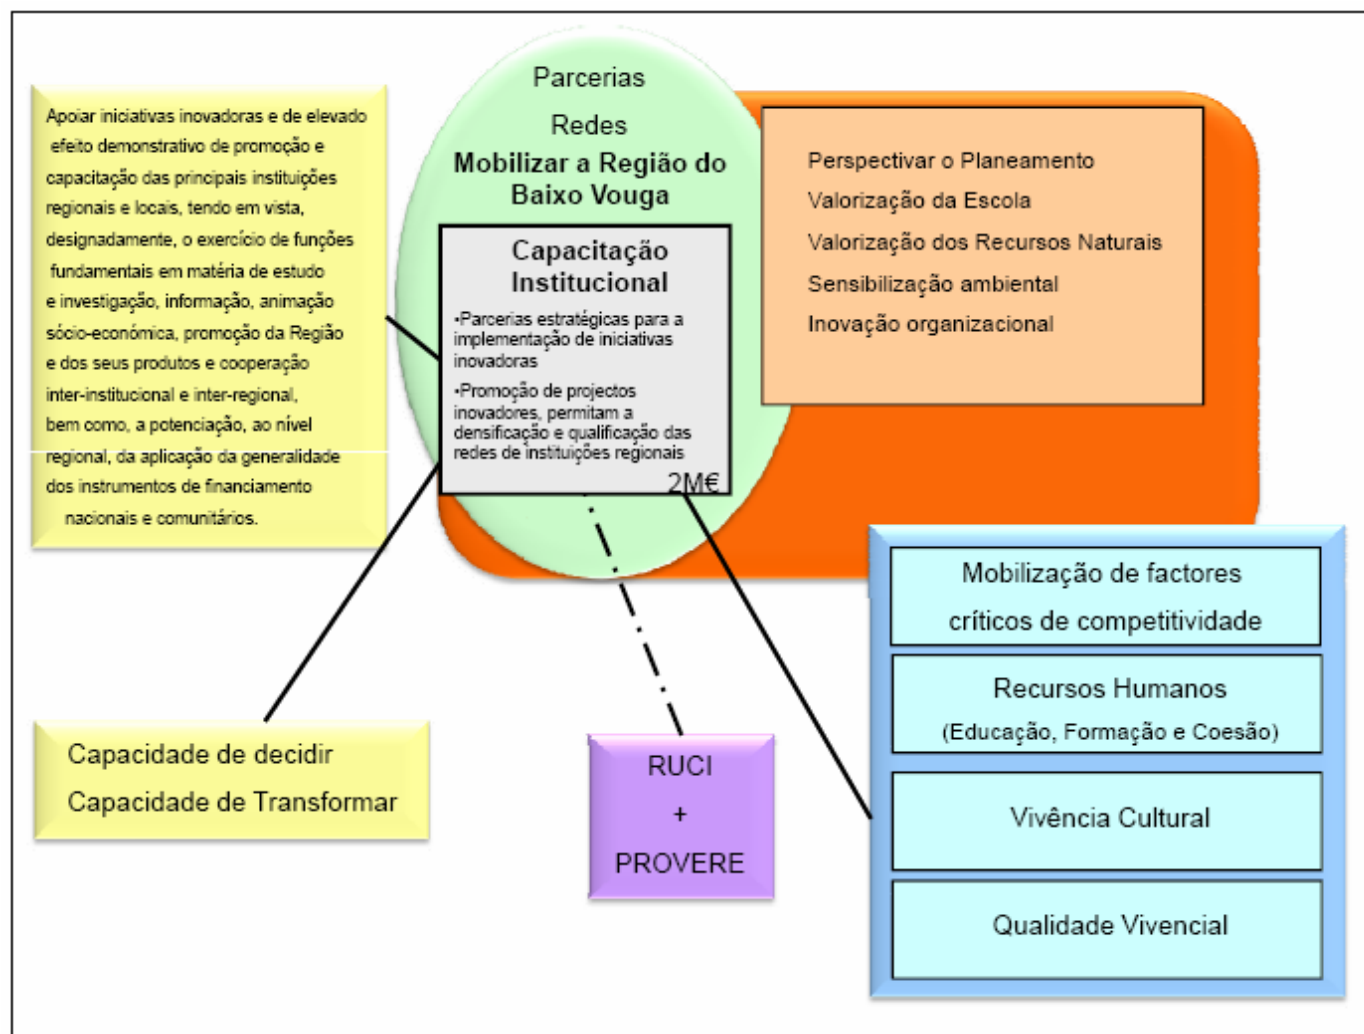 Parcerias
Redes
Mobilizar a Região do
Baixo Vouga
Capacitação
Institucional
•Parcerias estratégicas para a
implementação de iniciativas
inovadoras
•Promoção de projectos
inovadores, permitam a
densificação e qualificação das
redes de instituições regionais
2M€
Apoiar iniciativas inovadoras e de elevado
efeito demonstrativo de promoção e
capacitação das principais instituições
regionais e locais, tendo em vista,
designadamente, o exercício de funções
fundamentais em matéria de estudo
e investigação, informação, animação
sócio-económica, promoção da Região
e dos seus produtos e cooperação
inter-institucional e inter-regional,
bem como, a potenciação, ao nível
regional, da aplicação da generalidade
dos instrumentos de financiamento
nacionais e comunitários.
Perspectivar o Planeamento
Valorização da Escola
Valorização dos Recursos Naturais
Sensibilização ambiental
Inovação organizacional
Capacidade de decidir
Capacidade de Transformar
RUCI
+
PROVERE
Mobilização de factores
críticos de competitividade
Recursos Humanos
(Educação, Formação e Coesão)
Vivência Cultural
Qualidade Vivencial